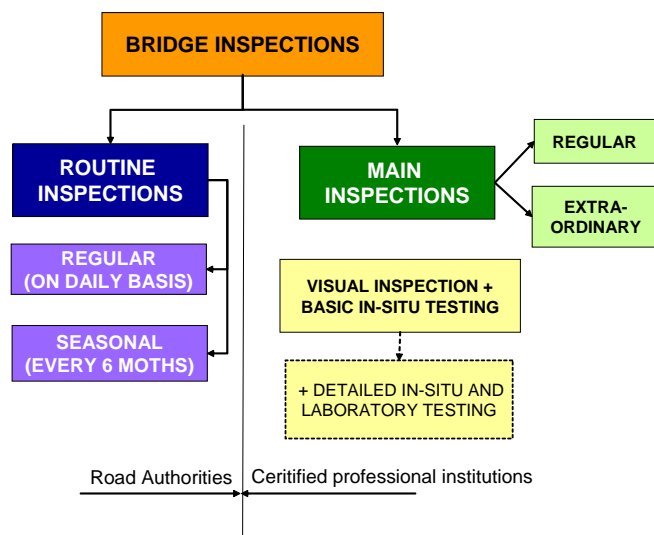 BRIDGE INSPECTIONS
ROUTINE
INSPECTIONS
MAIN
INSPECTIONS
REGULAR
EXTRA-
ORDINARY
REGULAR
(ON DAILY BASIS)
SEASONAL
(EVERY 6 MOTHS)
VISUAL INSPECTION +
BASIC IN-SITU TESTING
+ DETAILED IN-SITU AND
LABORATORY TESTING
Road Authorities
Ceritified professional institutions